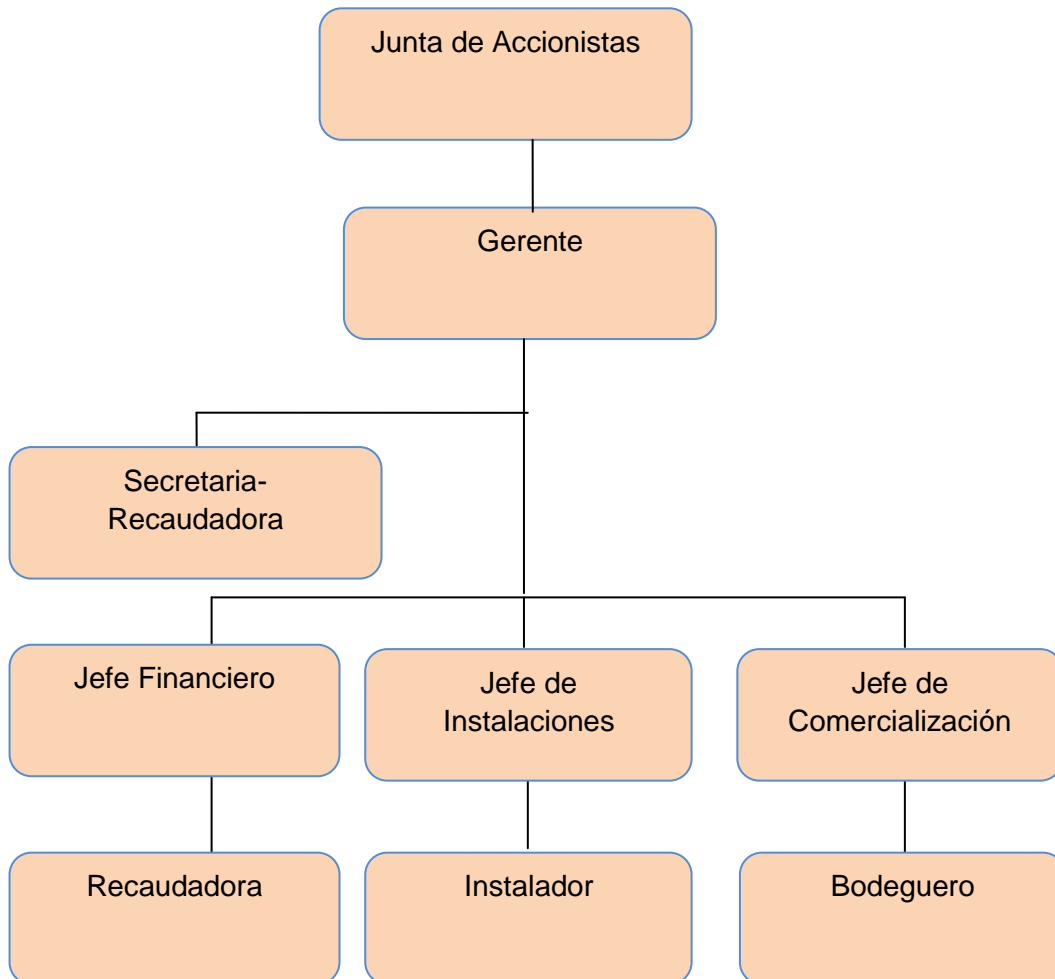 Junta de Accionistas
Gerente
Secretaria-
Recaudadora
Jefe Financiero
Jefe de
Instalaciones
Jefe de
Comercialización
Recaudadora
Instalador
Bodeguero